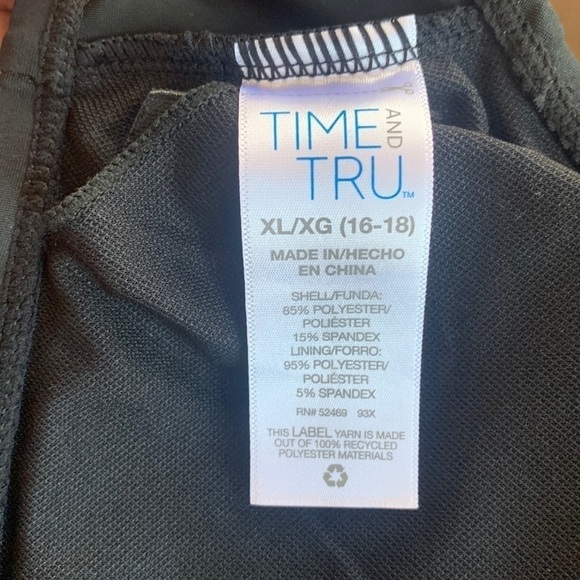 TIME AND
TRU™
XL/XG (16-18)
MADE IN/HECHO
EN CHINA
SHELL/FUNDA:
85% POLYESTER/
POLIÉSTER
15% SPANDEX
LINING/FORRO:
95% POLYESTER/
POLIÉSTER
5% SPANDEX
RN# 52469 93X
THIS LABEL YARN IS MADE
OUT OF 100% RECYCLED
POLYESTER MATERIALS